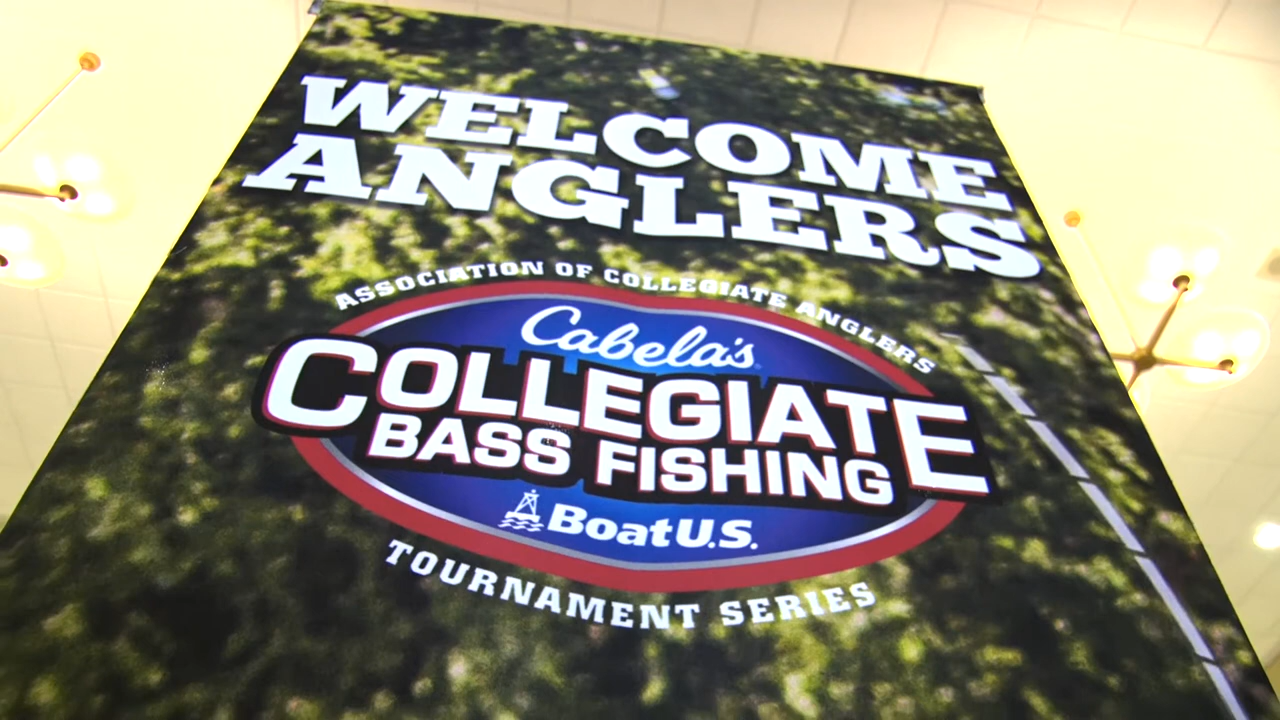 WELCOME
ANGLERS
ASSOCIATION OF COLLEGIATE ANGLERS
Cabela's
COLLEGIATE
BASS FISHING
BoatU.S.
TOURNAMENT SERIES